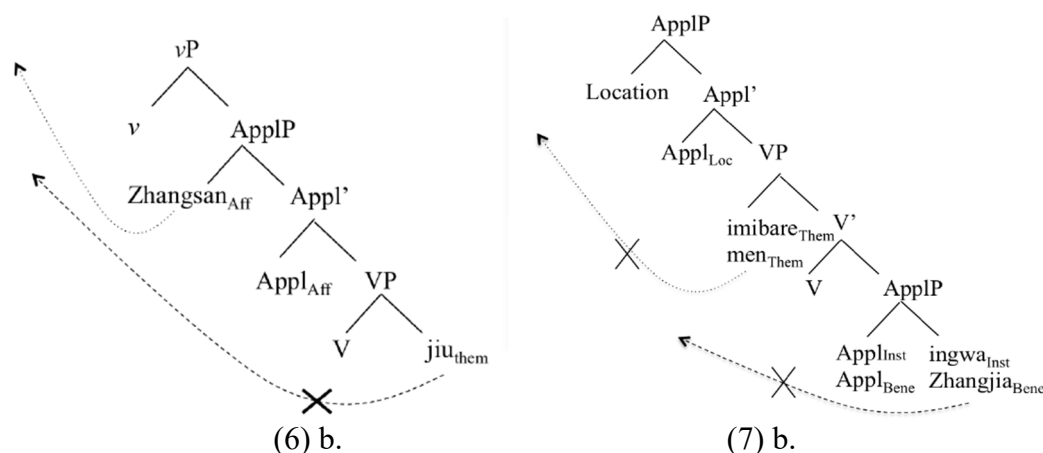 vP
v
ApplP
Zhangsan_Aff
Appl’
Appl_Aff
VP
V
jiu_them
(6) b.
ApplP
Location
Appl’
Appl_Loc
VP
imibare_Them
men_Them
V’
V
ApplP
Appl_Inst
Appl_Bene
ingwa_Inst
Zhangjia_Bene
(7) b.